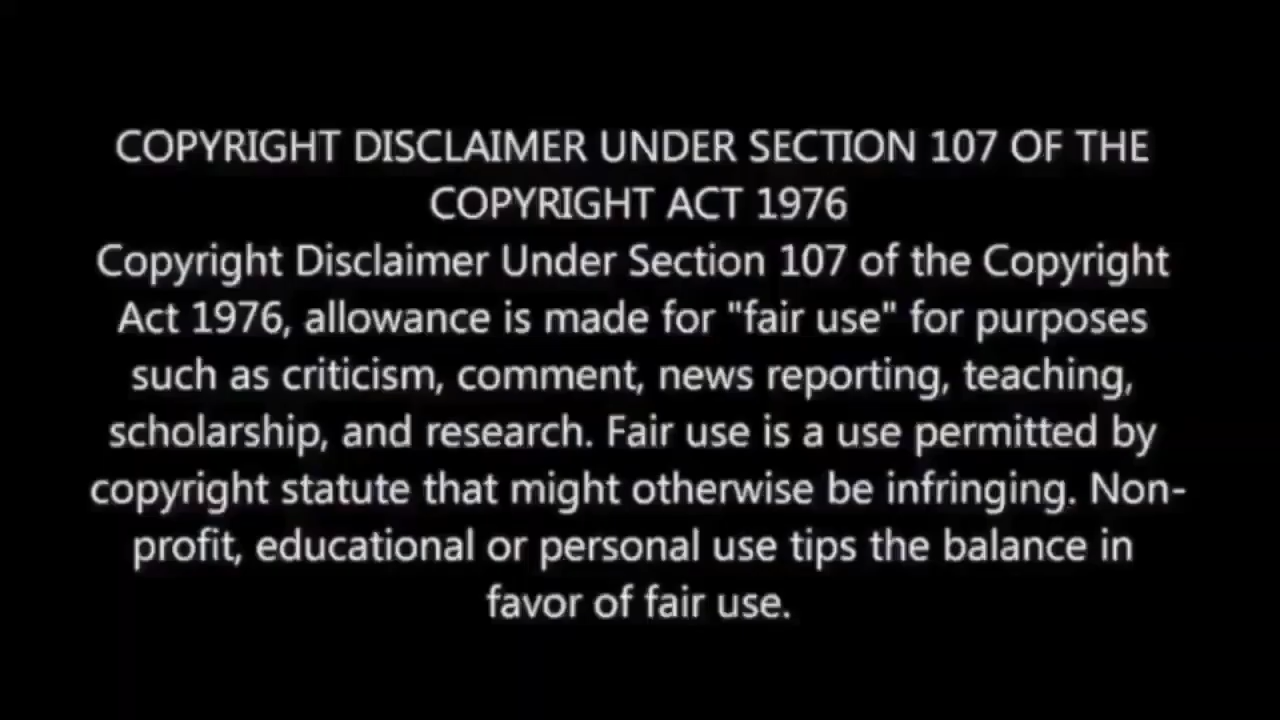 COPYRIGHT DISCLAIMER UNDER SECTION 107 OF THE
COPYRIGHT ACT 1976
Copyright Disclaimer Under Section 107 of the Copyright
Act 1976, allowance is made for "fair use" for purposes
such as criticism, comment, news reporting, teaching,
scholarship, and research. Fair use is a use permitted by
copyright statute that might otherwise be infringing. Non-
profit, educational or personal use tips the balance in
favor of fair use.